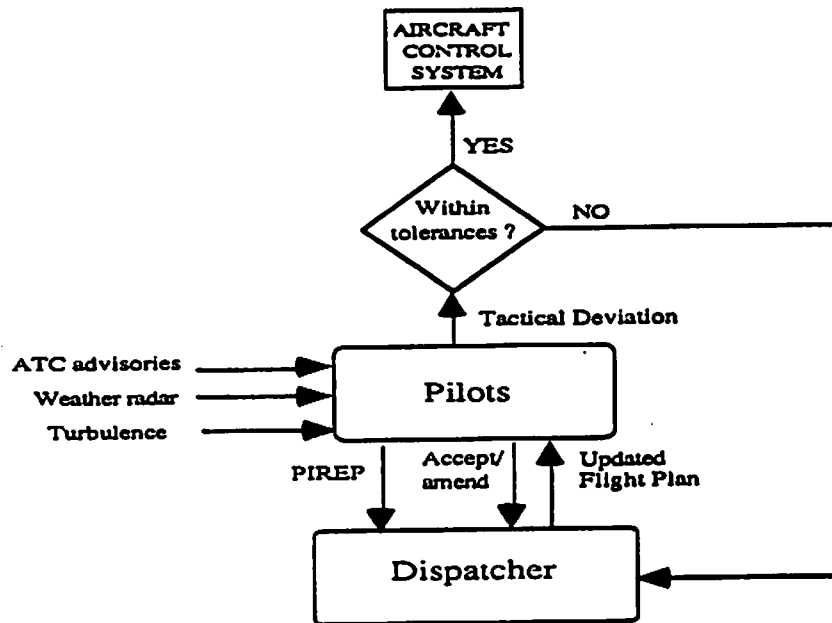 AIRCRAFT
CONTROL
SYSTEM
YES
Within
tolerances ?
NO
Tactical Deviation
ATC advisories
Weather radar
Turbulence
Pilots
PIREP
Accept/
amend
Updated
Flight Plan
Dispatcher